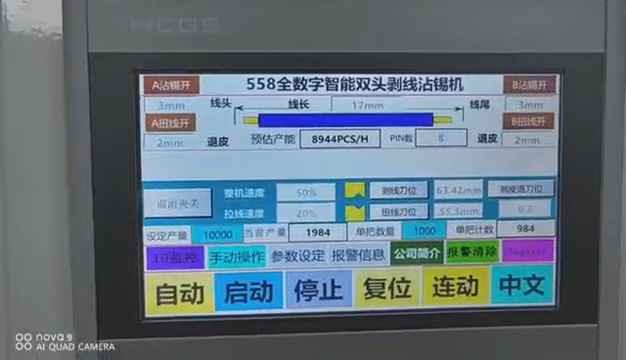 HCGS
A沾锡开 558全数字智能双头剥线沾锡机 B沾锡开
3mm 线头 线长 17mm 线尾 3mm
A扭线开 B扭线开
2mm 退皮 预估产能 8944PCS/H PIN数 8 退皮 2mm
整机速度 50% 剥线刀位 63.42mm 剥皮退刀位
拉线速度 20% 扭线刀位 55.3mm 0.3
设定产量 10000 当前产量 1984 单把数量 1000 单把计数 984
IO监控 手动操作 参数设定 报警信息 公司简介 报警清除
自动 启动 停止 复位 连动 中文
nova 9
AI QUAD CAMERA